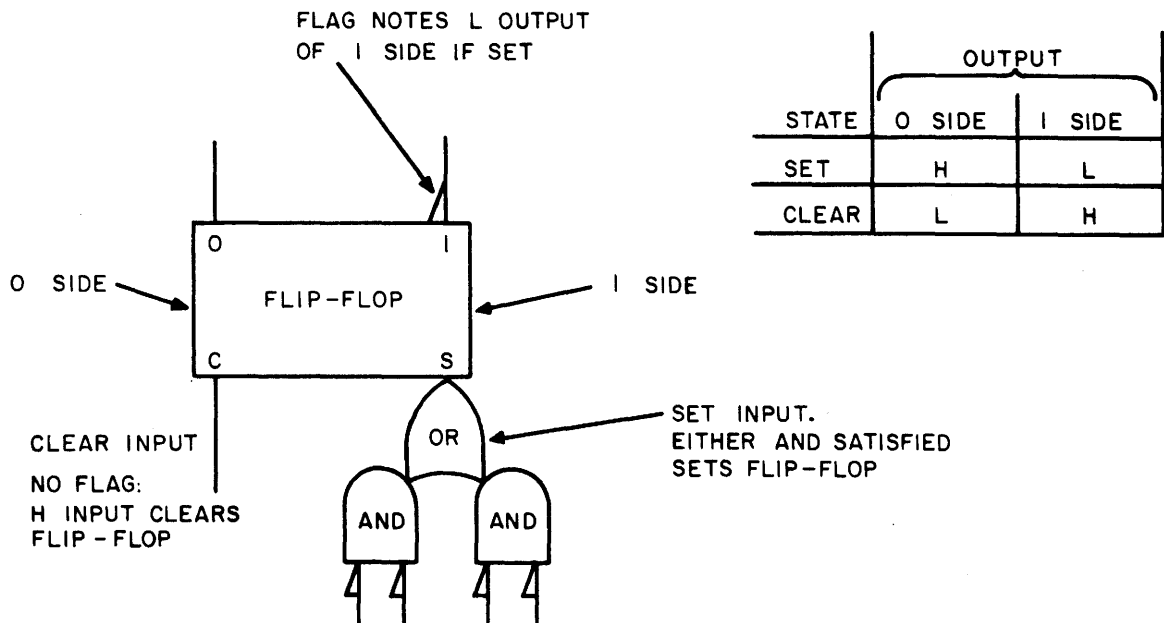 FLAG NOTES L OUTPUT
OF I SIDE IF SET
OUTPUT
STATE O SIDE I SIDE
SET H L
CLEAR L H
O I
O SIDE
FLIP-FLOP
I SIDE
C S
CLEAR INPUT
NO FLAG:
H INPUT CLEARS
FLIP-FLOP
OR
SET INPUT.
EITHER AND SATISFIED
SETS FLIP-FLOP
AND AND